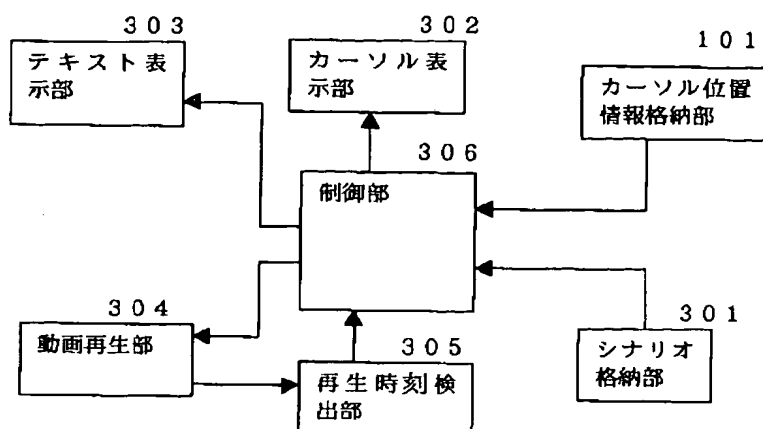 303
テキスト表
示部
302
カーソル表
示部
101
カーソル位置
情報格納部
306
制御部
304
動画再生部
305
再生時刻検
出部
301
シナリオ
格納部